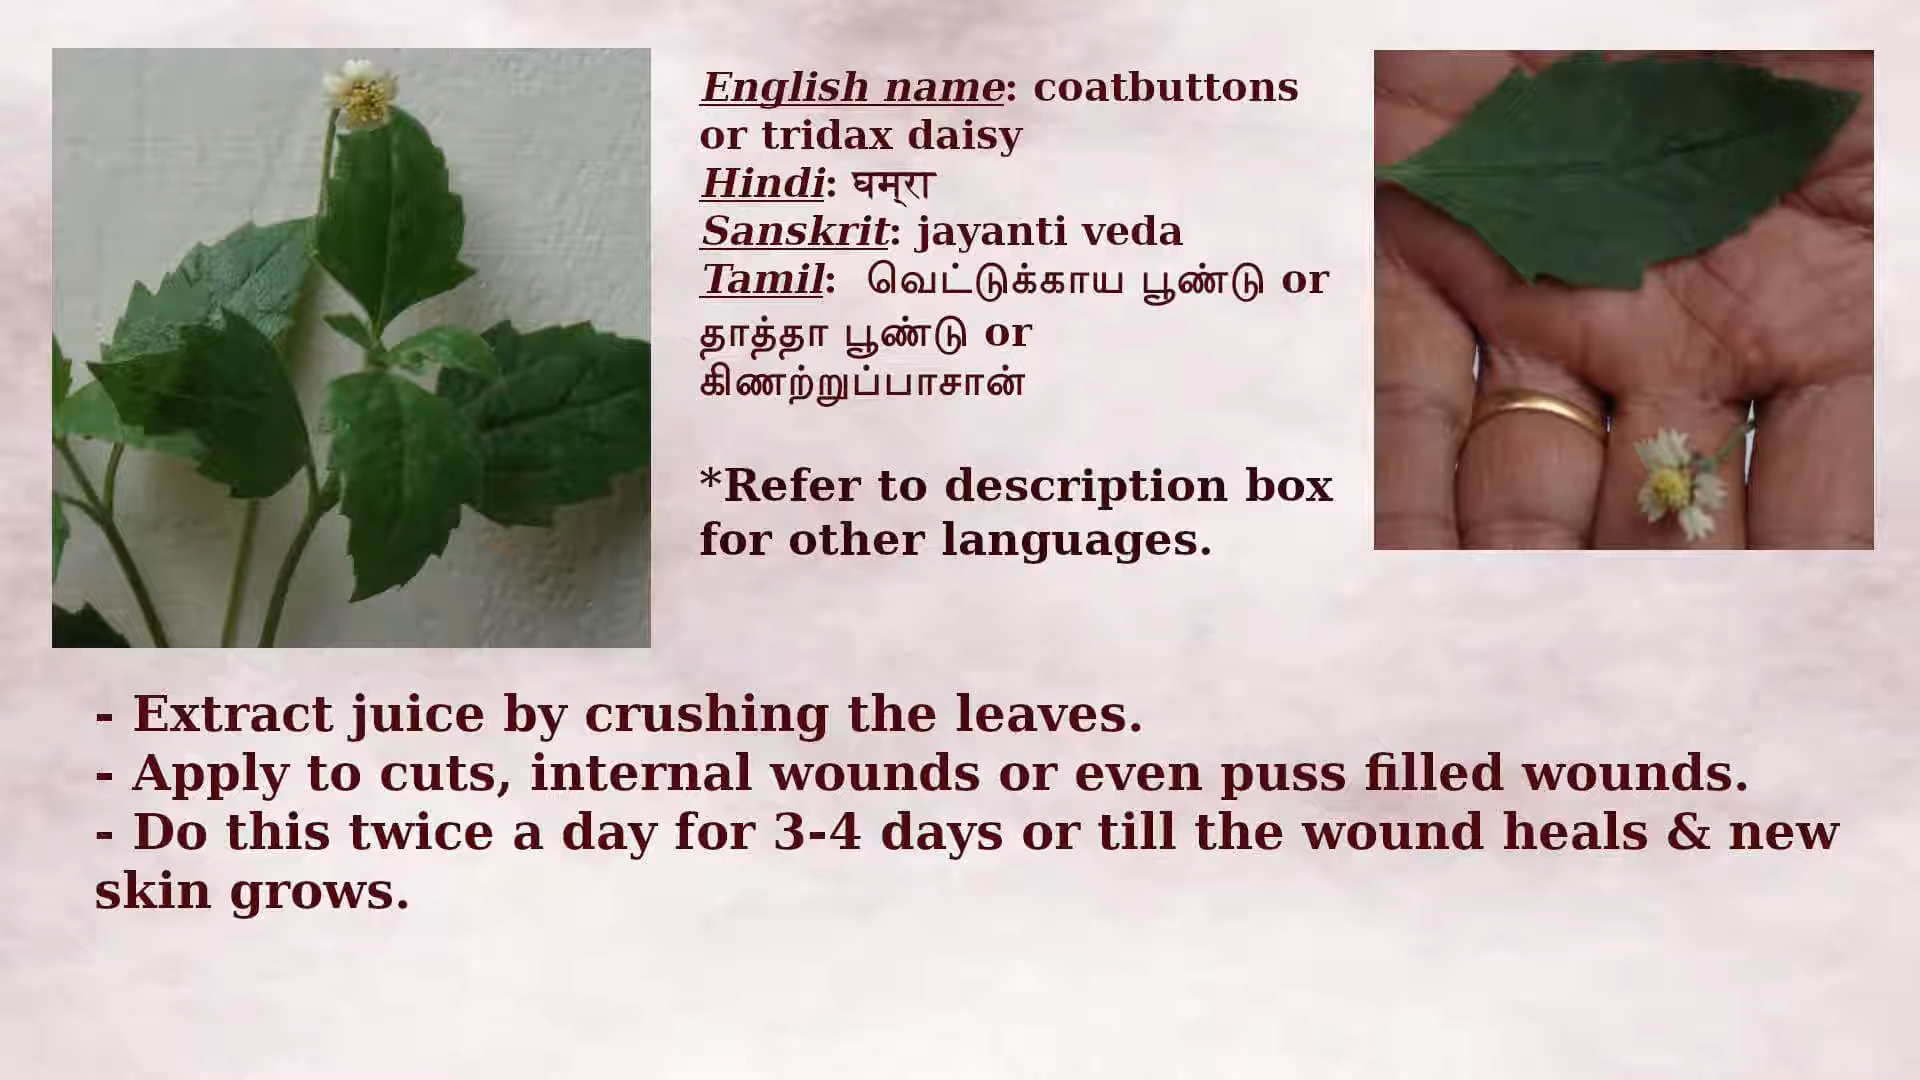 English name: coatbuttons
or tridax daisy
Hindi: घम्रा
Sanskrit: jayanti veda
Tamil: வெட்டுக்காய பூண்டு or
தாத்தா பூண்டு or
கிணற்றுப்பாசான்
*Refer to description box
for other languages.
- Extract juice by crushing the leaves.
- Apply to cuts, internal wounds or even puss filled wounds.
- Do this twice a day for 3-4 days or till the wound heals & new
skin grows.